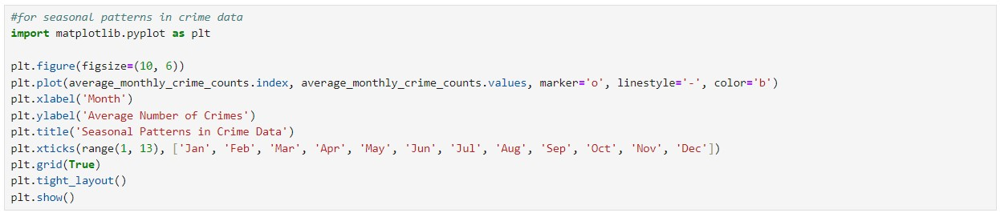 #for seasonal patterns in crime data
import matplotlib.pyplot as plt
plt.figure(figsize=(10, 6))
plt.plot(average_monthly_crime_counts.index, average_monthly_crime_counts.values, marker='o', linestyle='-', color='b')
plt.xlabel('Month')
plt.ylabel('Average Number of Crimes')
plt.title('Seasonal Patterns in Crime Data')
plt.xticks(range(1, 13), ['Jan', 'Feb', 'Mar', 'Apr', 'May', 'Jun', 'Jul', 'Aug', 'Sep', 'Oct', 'Nov', 'Dec'])
plt.grid(True)
plt.tight_layout()
plt.show()